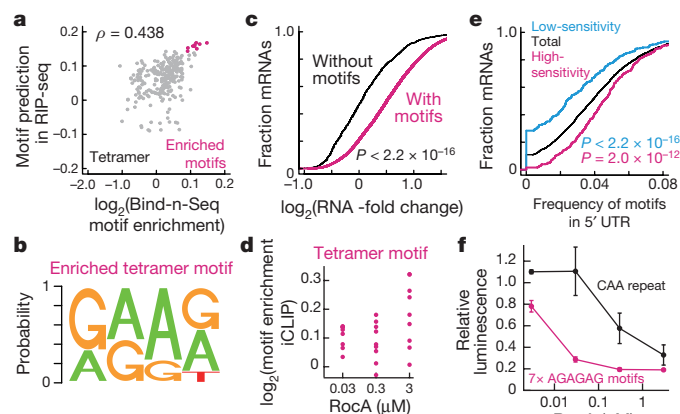 a
ρ = 0.438
Motif prediction
in RIP-seq
0.2
0.1
0
-0.1
-0.2
Tetramer
Enriched
motifs
-0.2
-0.1
0
0.1
0.2
log2(Bind-n-Seq
motif enrichment)
b
Enriched tetramer motif
Probability
1
0
G A A G
A G G A
T
c
Fraction mRNAs
1.0
0
Without
motifs
With
motifs
P < 2.2 × 10−16
-1.0
0
1.0
log2(RNA -fold change)
d
Tetramer motif
log2(motif enrichment
iCLIP)
0.3
0.2
0.1
0
0.03
0.3
3
RocA (μM)
e
Low-sensitivity
Total
High-
sensitivity
Fraction mRNAs
1.0
0
P < 2.2 × 10−16
P = 2.0 × 10−12
0
0.04
0.08
Frequency of motifs
in 5′ UTR
f
Relative
luminescence
1.2
1.0
0.8
0.6
0.4
0.2
0
CAA repeat
7× AGAGAG motifs
0.01
0.1
1